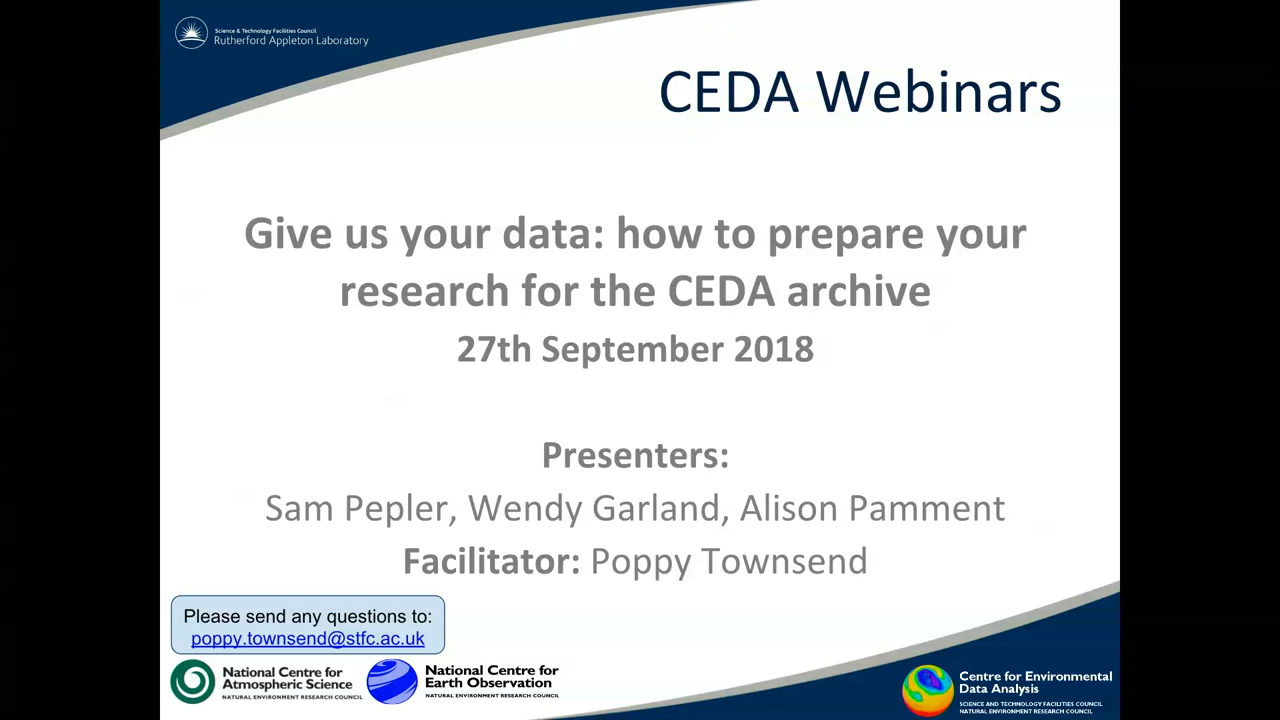 Science & Technology Facilities Council
Rutherford Appleton Laboratory
CEDA Webinars
Give us your data: how to prepare your
research for the CEDA archive
27th September 2018
Presenters:
Sam Pepler, Wendy Garland, Alison Pamment
Facilitator: Poppy Townsend
Please send any questions to:
poppy.townsend@stfc.ac.uk
National Centre for
Atmospheric Science
NATURAL ENVIRONMENT RESEARCH COUNCIL
National Centre for
Earth Observation
NATURAL ENVIRONMENT RESEARCH COUNCIL
Centre for Environmental
Data Analysis
SCIENCE AND TECHNOLOGY FACILITIES COUNCIL
NATURAL ENVIRONMENT RESEARCH COUNCIL